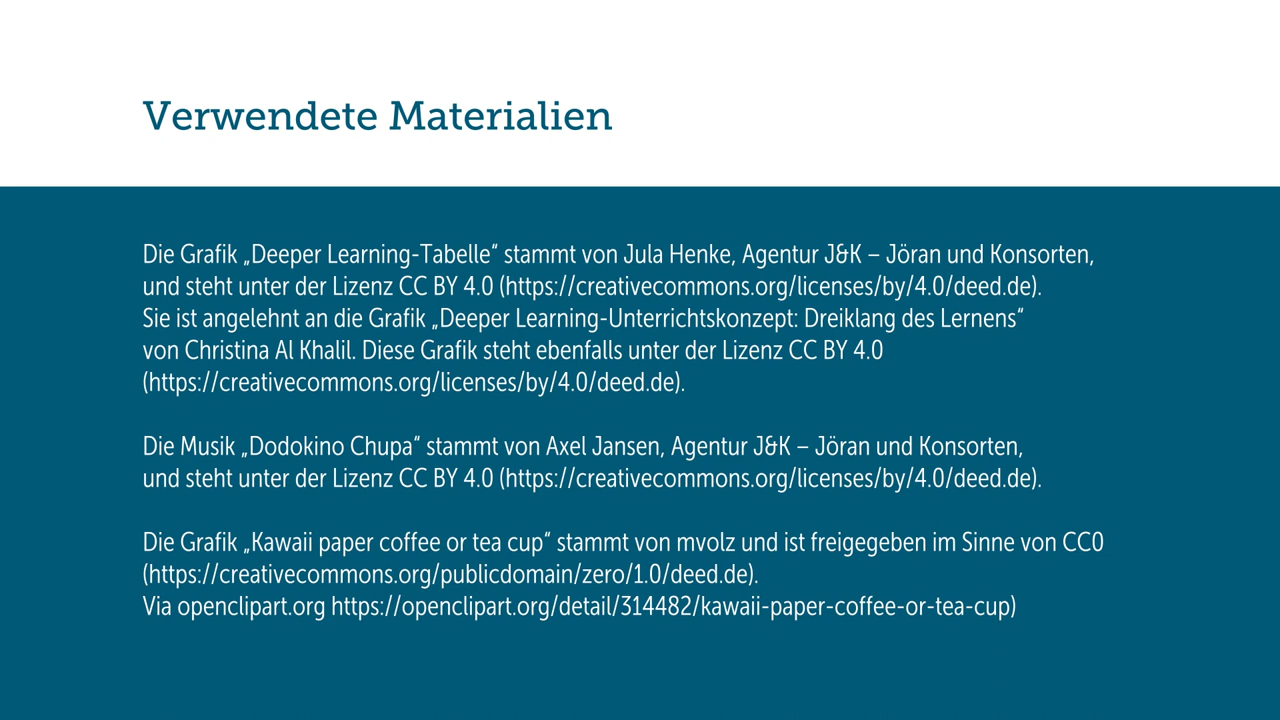 Verwendete Materialien
Die Grafik „Deeper Learning-Tabelle“ stammt von Jula Henke, Agentur J&K – Jöran und Konsorten,
und steht unter der Lizenz CC BY 4.0 (https://creativecommons.org/licenses/by/4.0/deed.de).
Sie ist angelehnt an die Grafik „Deeper Learning-Unterrichtskonzept: Dreiklang des Lernens“
von Christina Al Khalil. Diese Grafik steht ebenfalls unter der Lizenz CC BY 4.0
(https://creativecommons.org/licenses/by/4.0/deed.de).
Die Musik „Dodokino Chupa“ stammt von Axel Jansen, Agentur J&K – Jöran und Konsorten,
und steht unter der Lizenz CC BY 4.0 (https://creativecommons.org/licenses/by/4.0/deed.de).
Die Grafik „Kawaii paper coffee or tea cup“ stammt von mvolz und ist freigegeben im Sinne von CC0
(https://creativecommons.org/publicdomain/zero/1.0/deed.de).
Via openclipart.org https://openclipart.org/detail/314482/kawaii-paper-coffee-or-tea-cup)